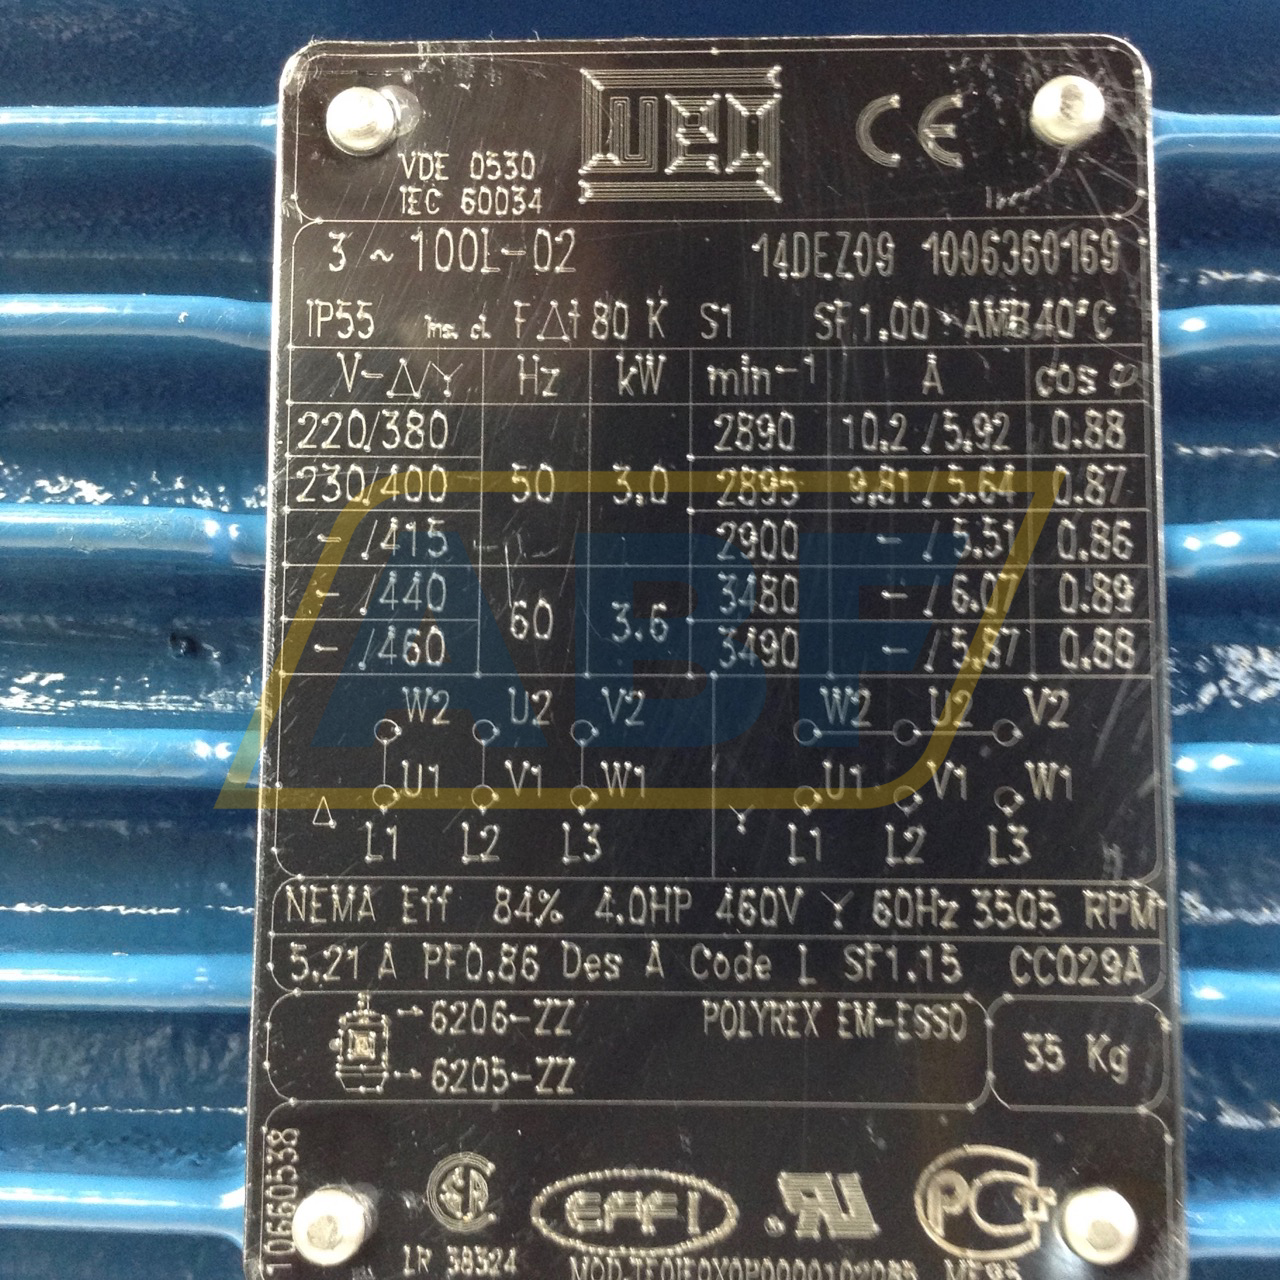 WEG
CE
VDE 0530
IEC 60034
3 ~ 100L-02 14DEZ09 1006360169
IP55 Ins. cl. F Δt 80 K S1 SF.1.00 AMB40°C
V-Δ/Y Hz kW min-1 A cos φ
220/380 2890 10.2 /5.92 0.88
230/400 50 3.0 2895 9.81 /5.64 0.87
- /415 2900 - / 5.51 0.86
- /440 3480 - / 6.07 0.89
60 3.6
- /460 3490 - / 5.87 0.88
ABF
W2 U2 V2 W2 U2 V2
U1 V1 W1 U1 V1 W1
Δ Y
L1 L2 L3 L1 L2 L3
NEMA Eff 84% 4.0HP 460V Y 60Hz 3505 RPM
5.21 A PF0.86 Des A Code L SF1.15 CC029A
6206-ZZ POLYREX EM-ESSO
6205-ZZ 35 Kg
10660538
EFF1
LR 38324